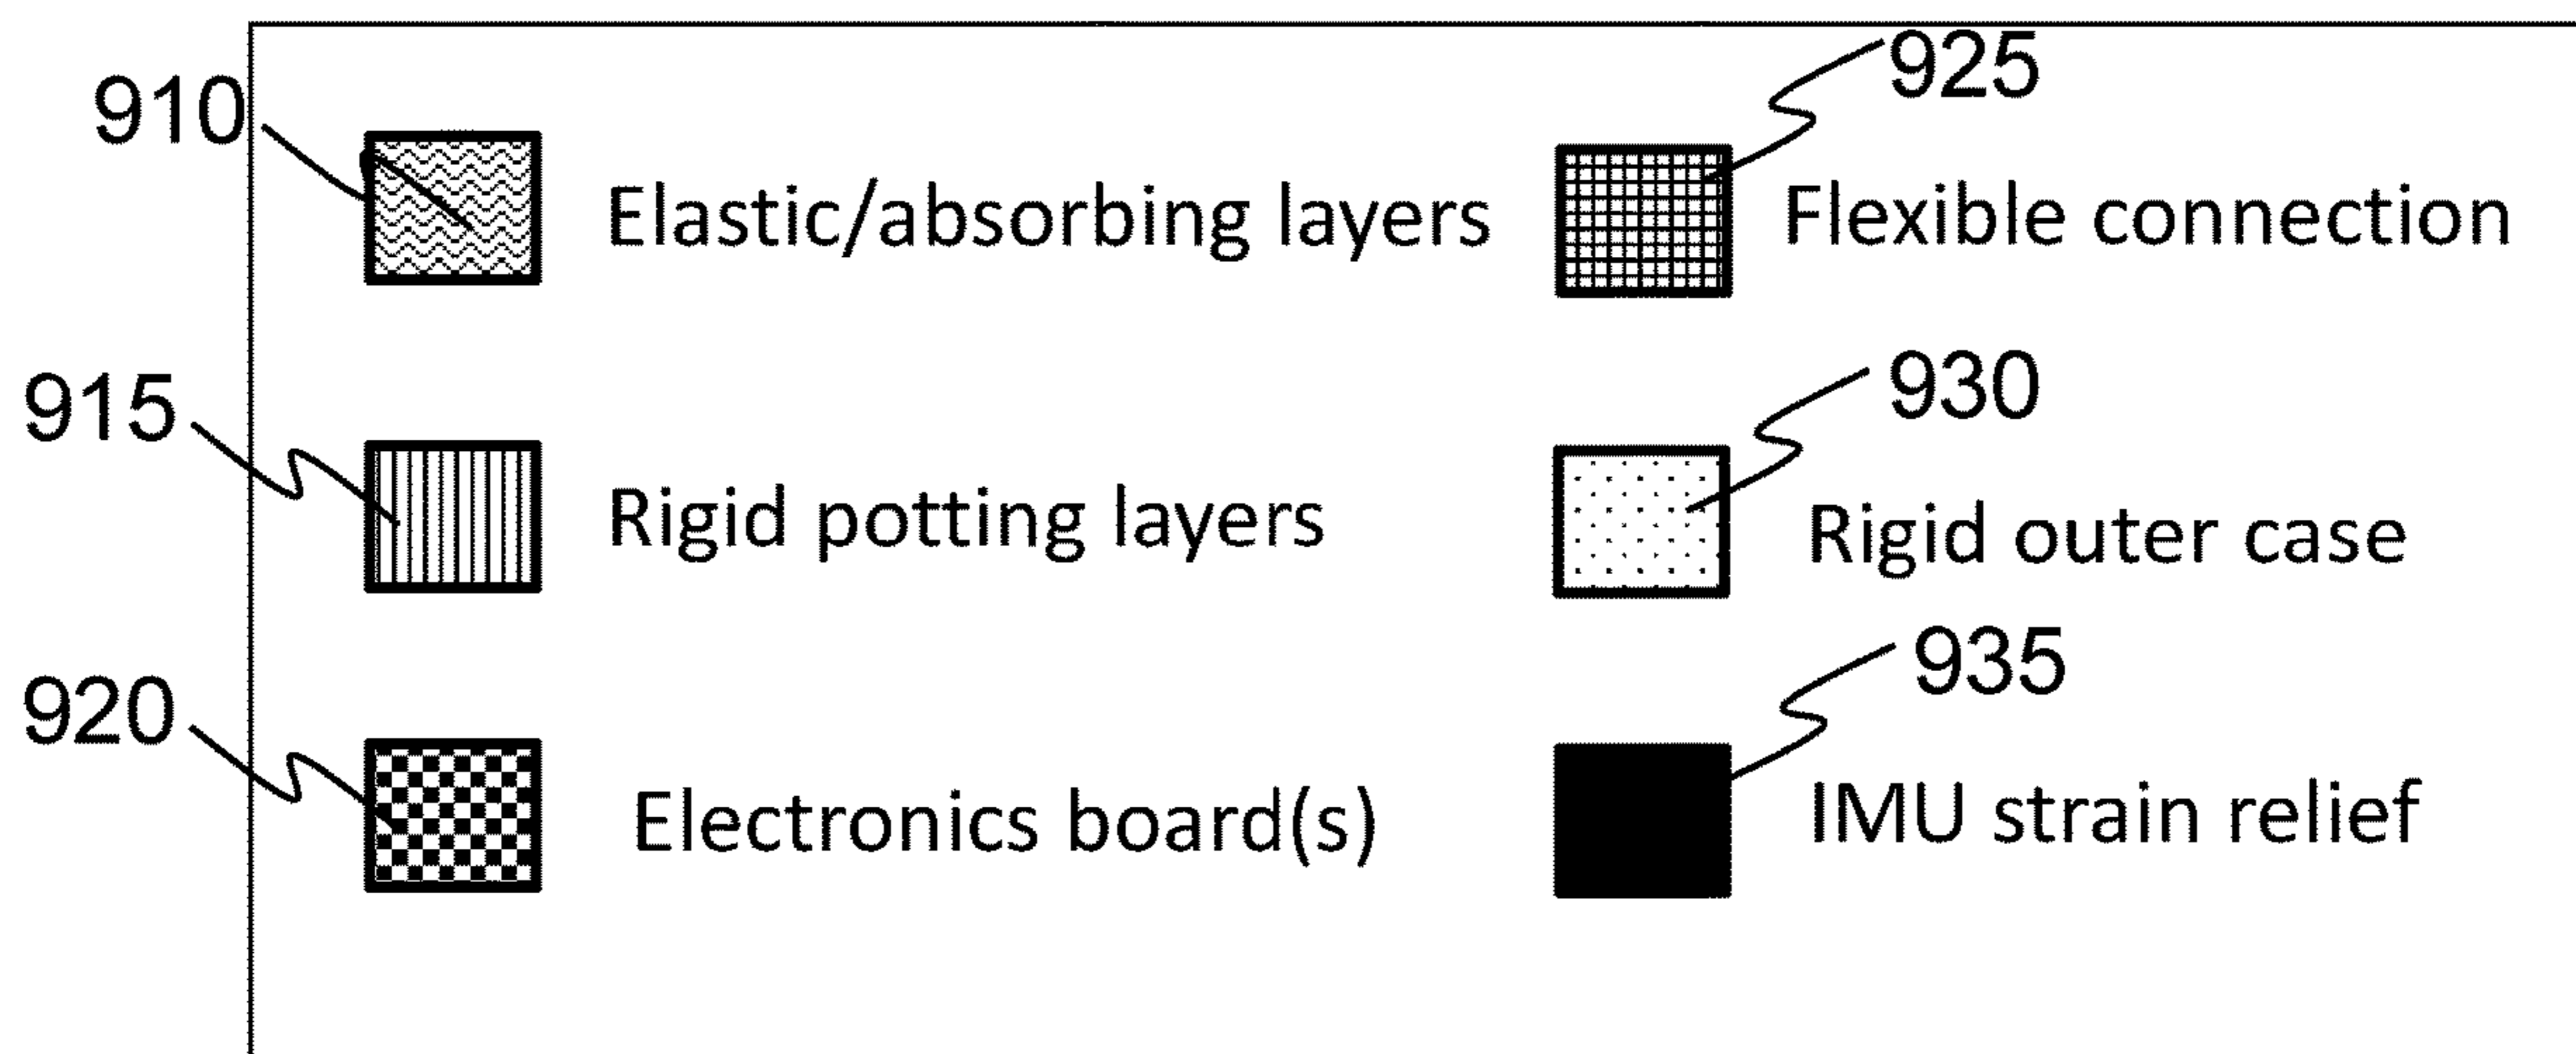 910
Elastic/absorbing layers
915
Rigid potting layers
920
Electronics board(s)
925
Flexible connection
930
Rigid outer case
935
IMU strain relief